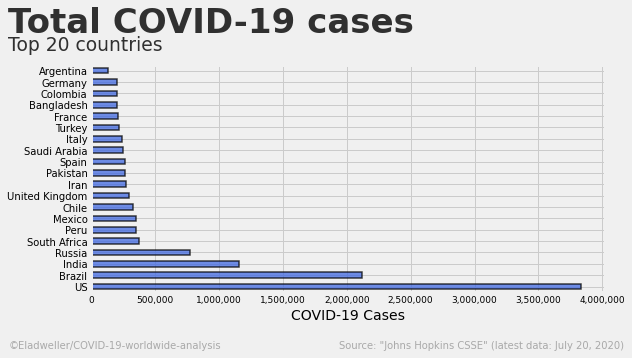 Total COVID-19 cases
Top 20 countries
Argentina
Germany
Colombia
Bangladesh
France
Turkey
Italy
Saudi Arabia
Spain
Pakistan
Iran
United Kingdom
Chile
Mexico
Peru
South Africa
Russia
India
Brazil
US
0 500,000 1,000,000 1,500,000 2,000,000 2,500,000 3,000,000 3,500,000 4,000,000
COVID-19 Cases
©Eladweller/COVID-19-worldwide-analysis Source: "Johns Hopkins CSSE" (latest data: July 20, 2020)